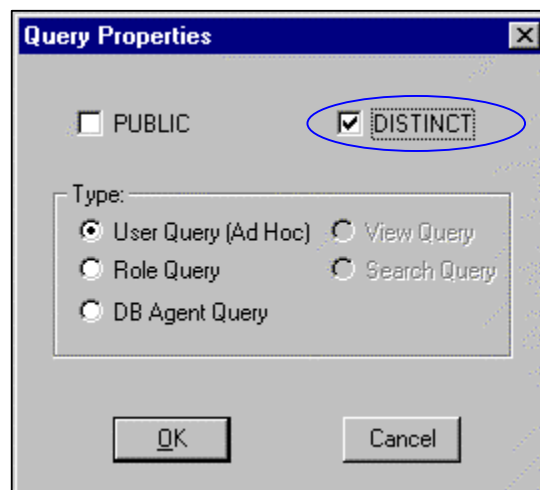 Query Properties
PUBLIC DISTINCT
Type:
User Query (Ad Hoc) View Query
Role Query Search Query
DB Agent Query
OK Cancel